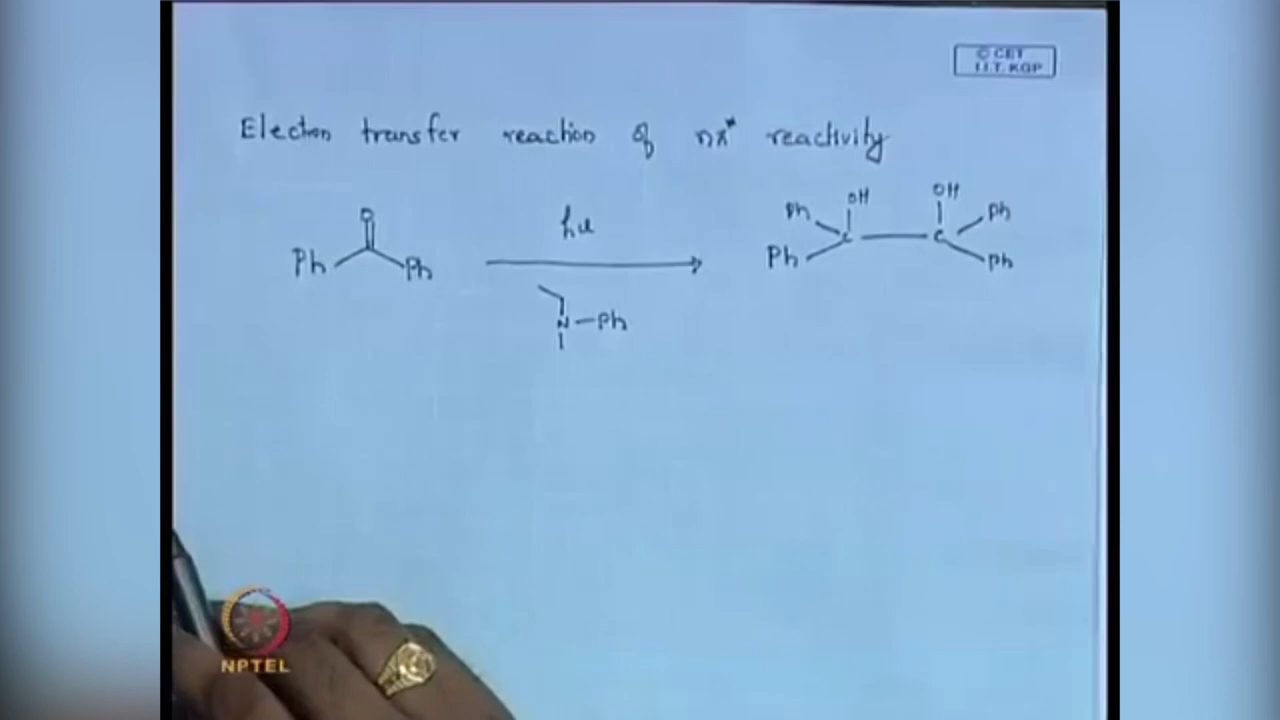 © CET
I.I.T. KGP
Electron transfer reaction of nπ* reactivity
O
Ph Ph
hν
N-Ph
OH OH
Ph C C Ph
Ph Ph
NPTEL